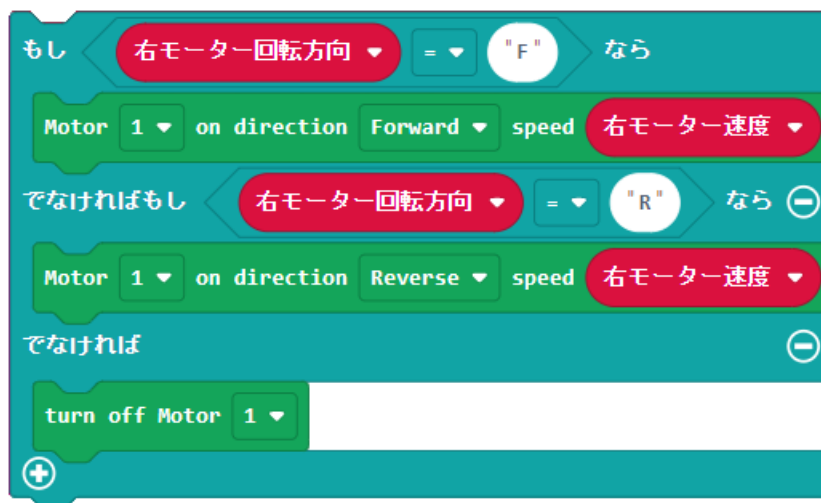 もし 右モーター回転方向 = "F" なら
Motor 1 on direction Forward speed 右モーター速度
でなければもし 右モーター回転方向 = "R" なら
Motor 1 on direction Reverse speed 右モーター速度
でなければ
turn off Motor 1